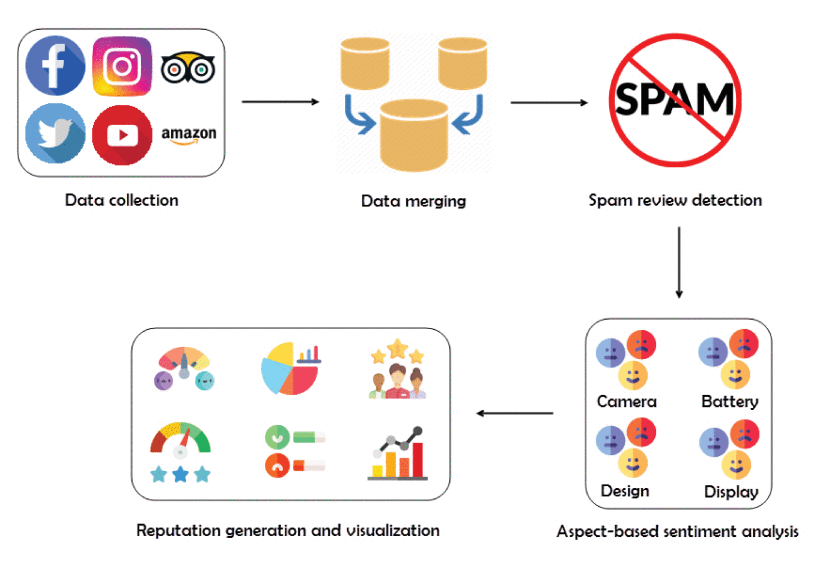 amazon
SPAM
Data collection
Data merging
Spam review detection
Camera
Battery
Design
Display
Reputation generation and visualization
Aspect-based sentiment analysis